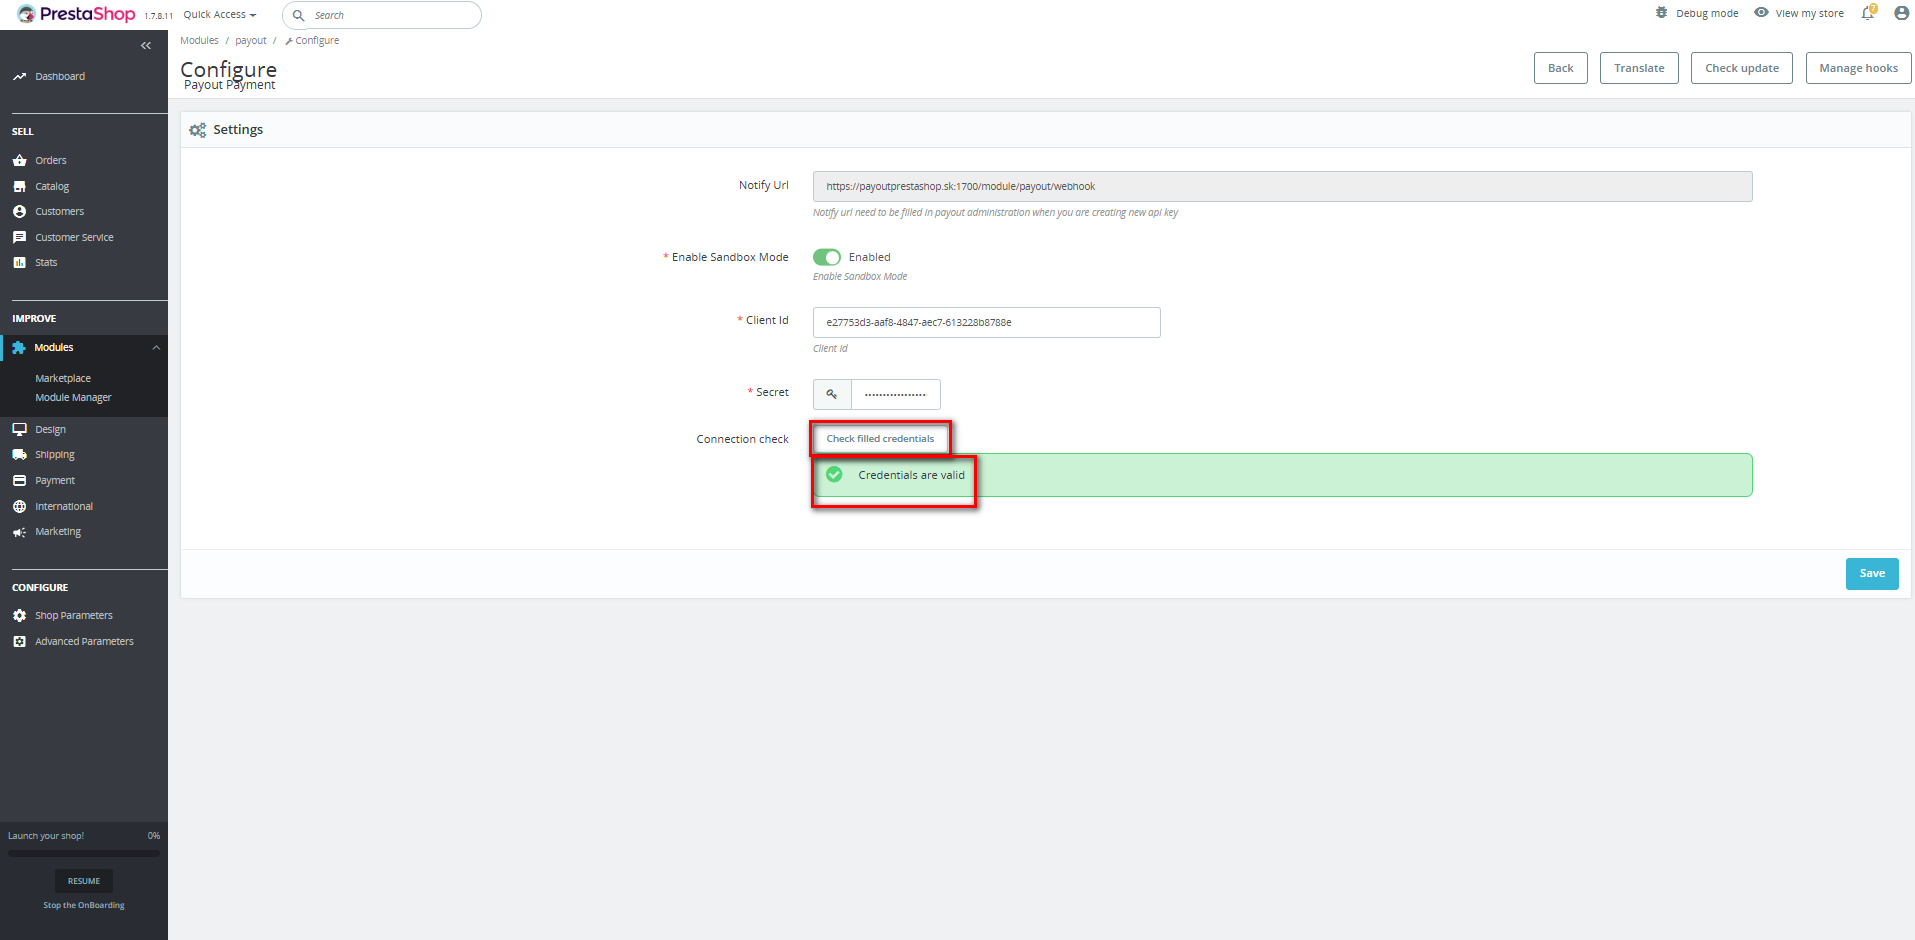 PrestaShop 1.7.8.11 Quick Access Search Debug mode View my store 7
Modules / payout / Configure
Configure
Payout Payment
Back Translate Check update Manage hooks
Dashboard
SELL
Orders
Catalog
Customers
Customer Service
Stats
IMPROVE
Modules
Marketplace
Module Manager
Design
Shipping
Payment
International
Marketing
CONFIGURE
Shop Parameters
Advanced Parameters
Launch your shop! 0%
RESUME
Stop the OnBoarding
Settings
Notify Url https://payoutprestashop.sk:1700/module/payout/webhook
Notify url need to be filled in payout administration when you are creating new api key
* Enable Sandbox Mode Enabled
Enable Sandbox Mode
* Client Id e27753d3-aaf8-4847-aec7-613228b8788e
Client Id
* Secret •••••••••••••••••
Connection check Check filled credentials
Credentials are valid
Save